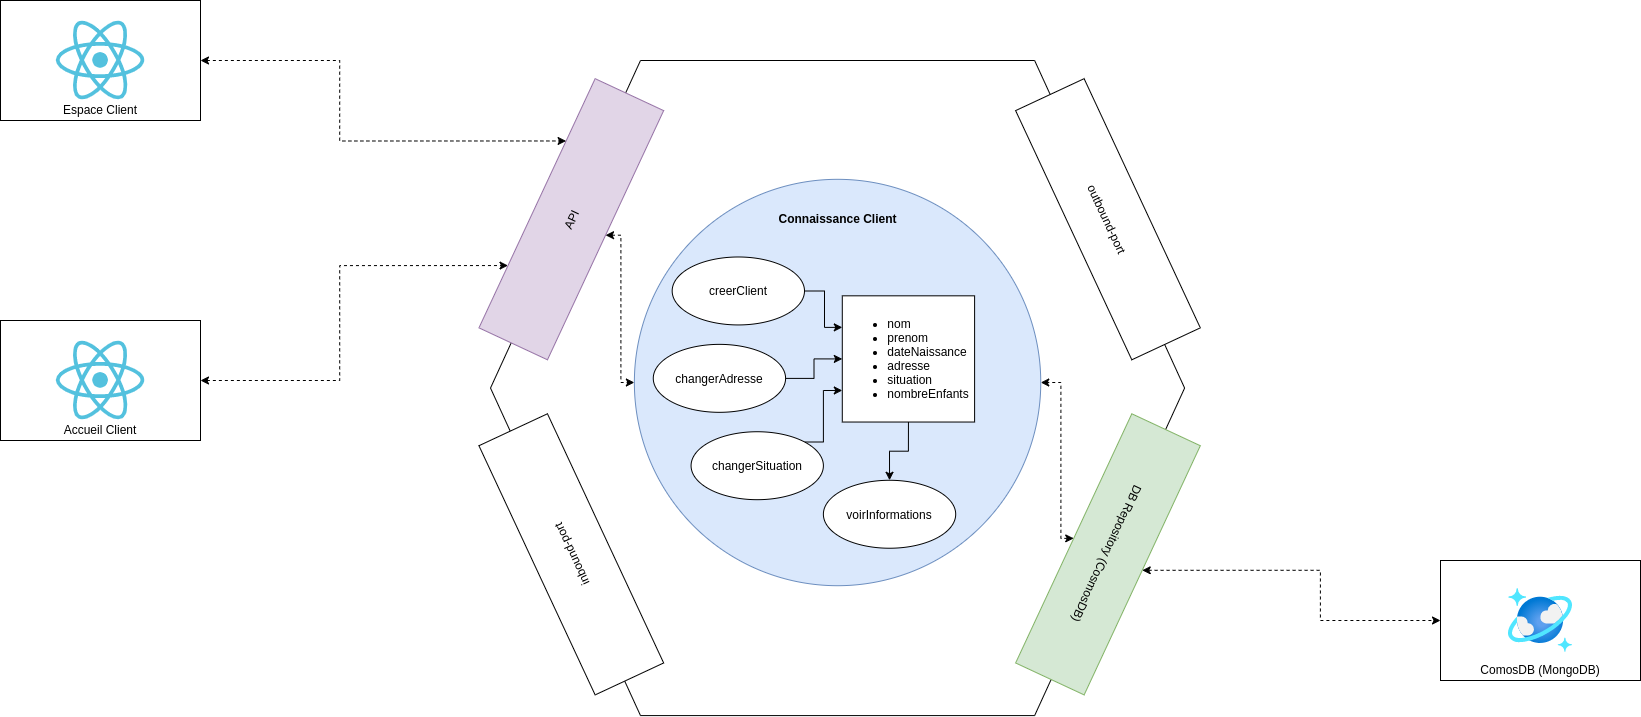 Espace Client
Accueil Client
API
inbound-port
Connaissance Client
creerClient
changerAdresse
changerSituation
nom
prenom
dateNaissance
adresse
situation
nombreEnfants
voirInformations
outbound-port
DB Repository (CosmosDB)
ComosDB (MongoDB)